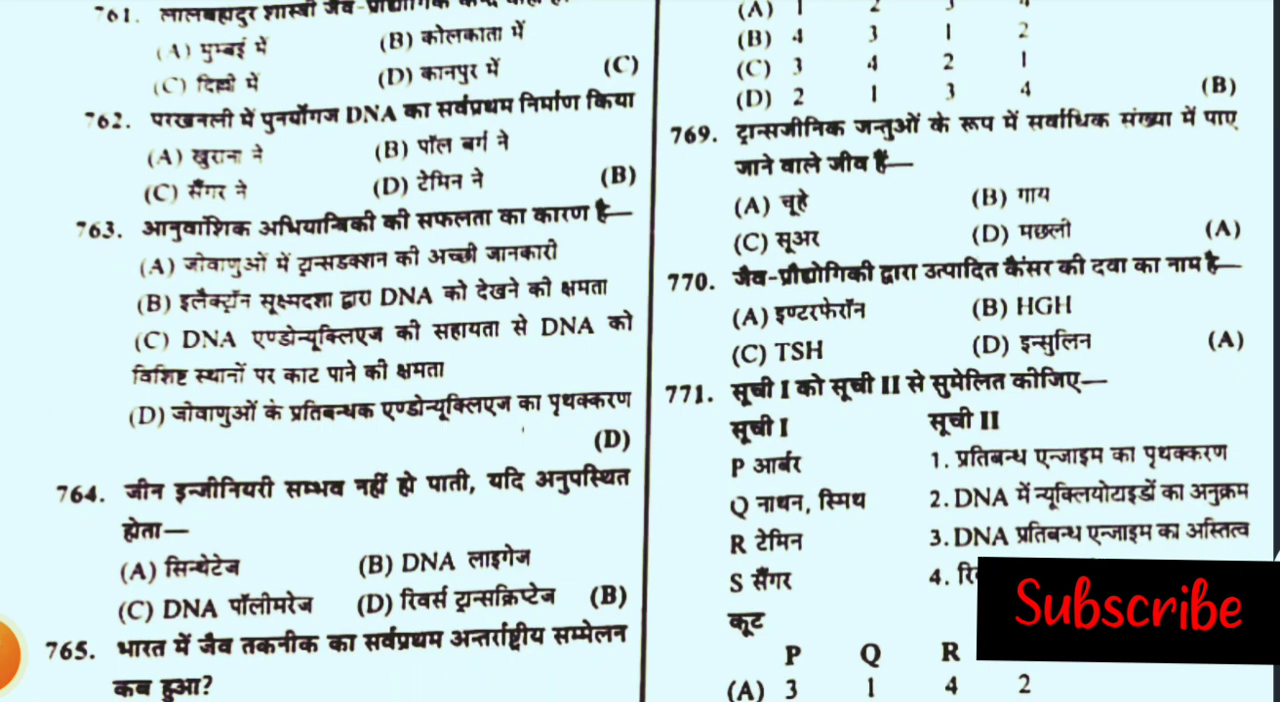 761. लालबहादुर शास्त्री जैव-प्रौद्योगिक केन्द्र
(A) मुम्बई में (B) कोलकाता में
(C) दिल्ली में (D) कानपुर में (C)
762. परखनली में पुनर्योगज DNA का सर्वप्रथम निर्माण किया
(A) खुराना ने (B) पॉल बर्ग ने
(C) सैंगर ने (D) टेमिन ने (B)
763. आनुवांशिक अभियान्त्रिकी की सफलता का कारण है—
(A) जीवाणुओं में ट्रान्सडक्शन की अच्छी जानकारी
(B) इलैक्ट्रॉन सूक्ष्मदर्शी द्वारा DNA को देखने की क्षमता
(C) DNA एण्डोन्यूक्लिएज की सहायता से DNA को
विशिष्ट स्थानों पर काट पाने की क्षमता
(D) जीवाणुओं के प्रतिबन्धक एण्डोन्यूक्लिएज का पृथक्करण
(D)
764. जीन इन्जीनियरी सम्भव नहीं हो पाती, यदि अनुपस्थित
होता—
(A) सिन्थेटेज (B) DNA लाइगेज
(C) DNA पॉलीमरेज (D) रिवर्स ट्रान्सक्रिप्टेज (B)
765. भारत में जैव तकनीक का सर्वप्रथम अन्तर्राष्ट्रीय सम्मेलन
कब हुआ?
(A) 1 2 3 4
(B) 4 3 1 2
(C) 3 4 2 1
(D) 2 1 3 4 (B)
769. ट्रान्सजीनिक जन्तुओं के रूप में सर्वाधिक संख्या में पाए
जाने वाले जीव हैं—
(A) चूहे (B) गाय
(C) सूअर (D) मछली (A)
770. जैव-प्रौद्योगिकी द्वारा उत्पादित कैंसर की दवा का नाम है—
(A) इण्टरफेरॉन (B) HGH
(C) TSH (D) इन्सुलिन (A)
771. सूची I को सूची II से सुमेलित कीजिए—
सूची I सूची II
P आर्बर 1. प्रतिबन्ध एन्जाइम का पृथक्करण
Q नाथन, स्मिथ 2. DNA में न्यूक्लियोटाइडों का अनुक्रम
R टेमिन 3. DNA प्रतिबन्ध एन्जाइम का अस्तित्व
S सैंगर 4.
Subscribe
कूट
P Q R
(A) 3 1 4 2